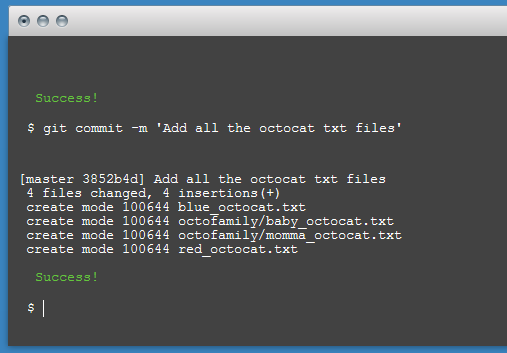 Success!
$ git commit -m 'Add all the octocat txt files'
[master 3852b4d] Add all the octocat txt files
4 files changed, 4 insertions(+)
create mode 100644 blue_octocat.txt
create mode 100644 octofamily/baby_octocat.txt
create mode 100644 octofamily/momma_octocat.txt
create mode 100644 red_octocat.txt
Success!
$